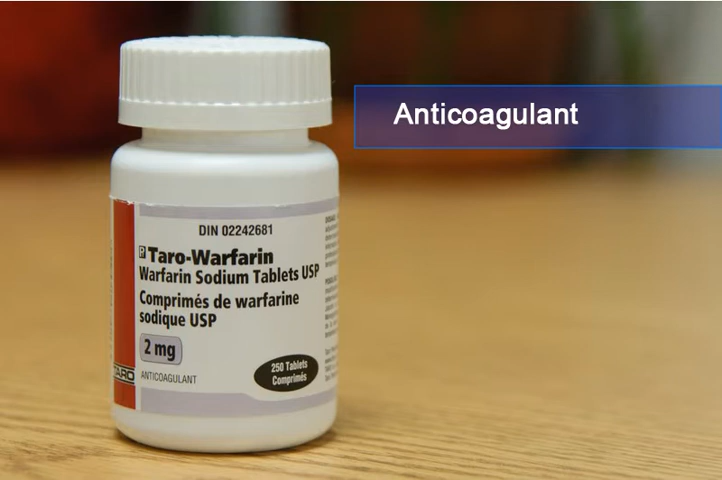 Anticoagulant
DIN 02242681
P Taro-Warfarin
Warfarin Sodium Tablets USP
Comprimés de warfarine
sodique USP
2 mg
250 Tablets
Comprimés
TARO
ANTICOAGULANT